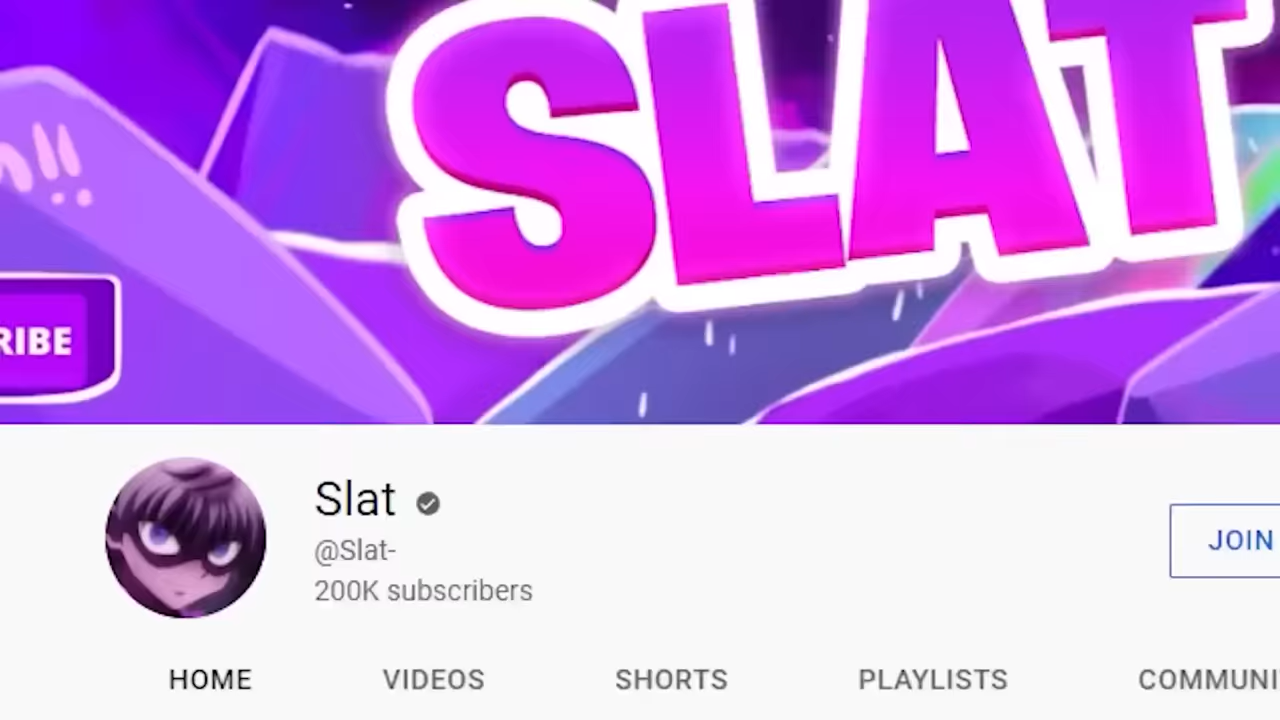 SLAT
!!
RIBE
Slat
@Slat-
200K subscribers
JOIN
HOME VIDEOS SHORTS PLAYLISTS COMMUNI